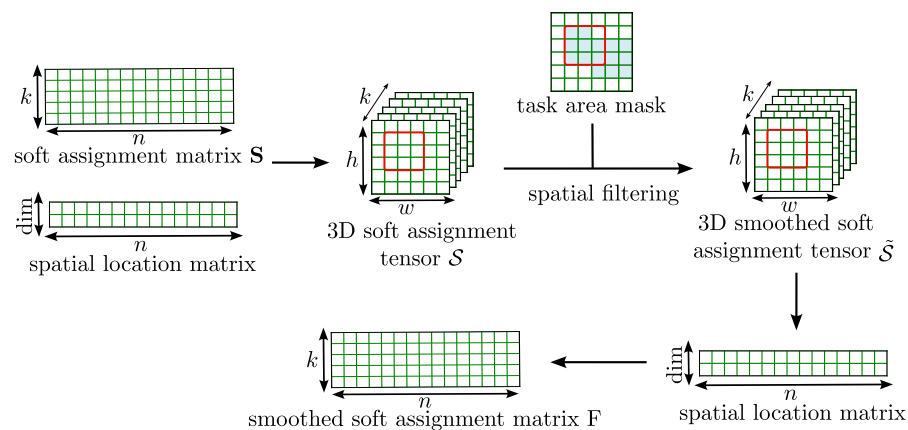 k
n
soft assignment matrix S
dim
n
spatial location matrix
k
h
w
3D soft assignment
tensor 𝒮
task area mask
spatial filtering
k
h
w
3D smoothed soft
assignment tensor 𝒮̃
dim
n
spatial location matrix
k
n
smoothed soft assignment matrix F